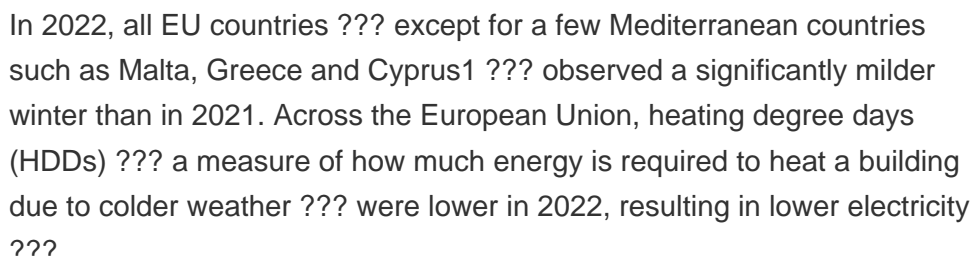 In 2022, all EU countries ??? except for a few Mediterranean countries
such as Malta, Greece and Cyprus1 ??? observed a significantly milder
winter than in 2021. Across the European Union, heating degree days
(HDDs) ??? a measure of how much energy is required to heat a building
due to colder weather ??? were lower in 2022, resulting in lower electricity
???